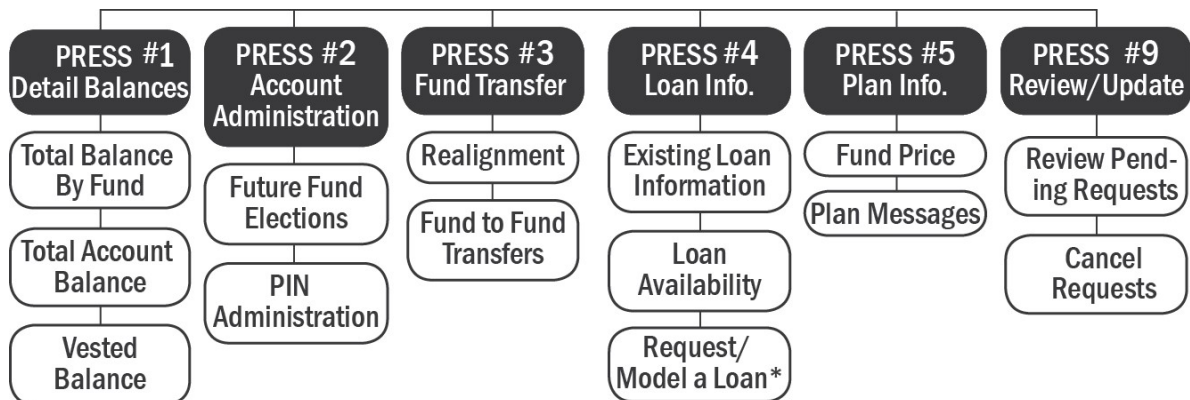 PRESS #1
Detail Balances
Total Balance
By Fund
Total Account
Balance
Vested
Balance
PRESS #2
Account
Administration
Future Fund
Elections
PIN
Administration
PRESS #3
Fund Transfer
Realignment
Fund to Fund
Transfers
PRESS #4
Loan Info.
Existing Loan
Information
Loan
Availability
Request/
Model a Loan*
PRESS #5
Plan Info.
Fund Price
Plan Messages
PRESS #9
Review/Update
Review Pend-
ing Requests
Cancel
Requests